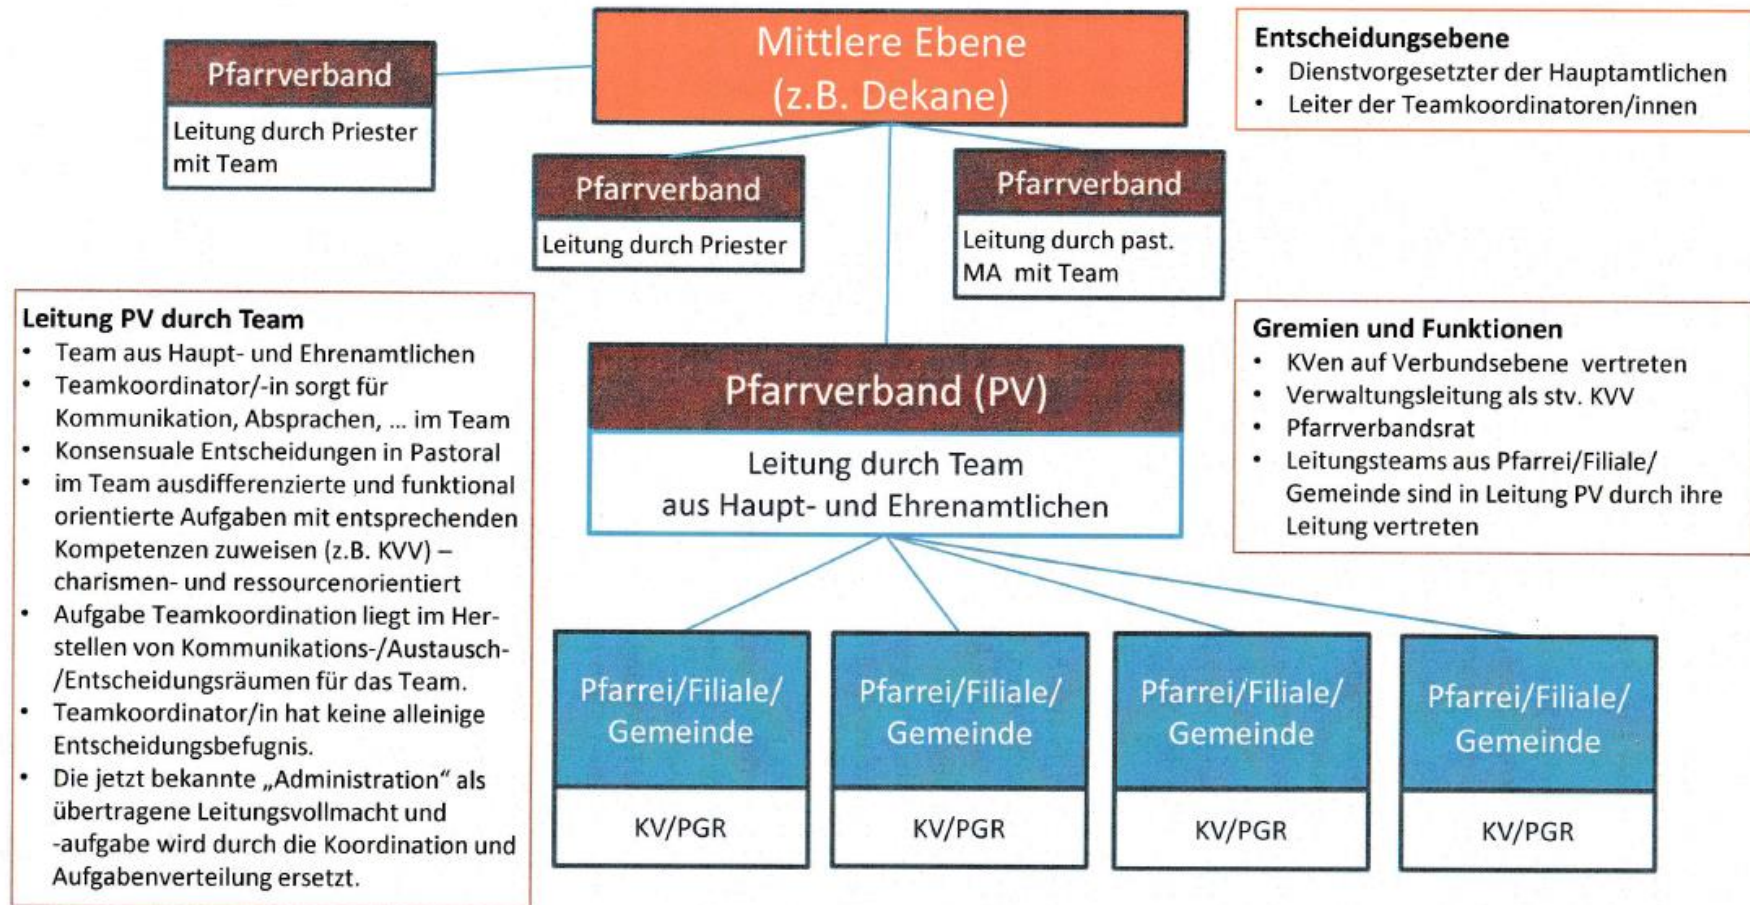 Mittlere Ebene
(z.B. Dekane)
Pfarrverband
Leitung durch Priester
mit Team
Pfarrverband
Leitung durch Priester
Pfarrverband
Leitung durch past.
MA mit Team
Entscheidungsebene
• Dienstvorgesetzter der Hauptamtlichen
• Leiter der Teamkoordinatoren/innen
Leitung PV durch Team
• Team aus Haupt- und Ehrenamtlichen
• Teamkoordinator/-in sorgt für
Kommunikation, Absprachen, ... im Team
• Konsensuale Entscheidungen in Pastoral
• im Team ausdifferenzierte und funktional
orientierte Aufgaben mit entsprechenden
Kompetenzen zuweisen (z.B. KVV) –
charismen- und ressourcenorientiert
• Aufgabe Teamkoordination liegt im Her-
stellen von Kommunikations-/Austausch-
/Entscheidungsräumen für das Team.
• Teamkoordinator/in hat keine alleinige
Entscheidungsbefugnis.
• Die jetzt bekannte „Administration“ als
übertragene Leitungsvollmacht und
-aufgabe wird durch die Koordination und
Aufgabenverteilung ersetzt.
Pfarrverband (PV)
Leitung durch Team
aus Haupt- und Ehrenamtlichen
Gremien und Funktionen
• KVen auf Verbundsebene vertreten
• Verwaltungsleitung als stv. KVV
• Pfarrverbandsrat
• Leitungsteams aus Pfarrei/Filiale/
Gemeinde sind in Leitung PV durch ihre
Leitung vertreten
Pfarrei/Filiale/
Gemeinde
KV/PGR
Pfarrei/Filiale/
Gemeinde
KV/PGR
Pfarrei/Filiale/
Gemeinde
KV/PGR
Pfarrei/Filiale/
Gemeinde
KV/PGR